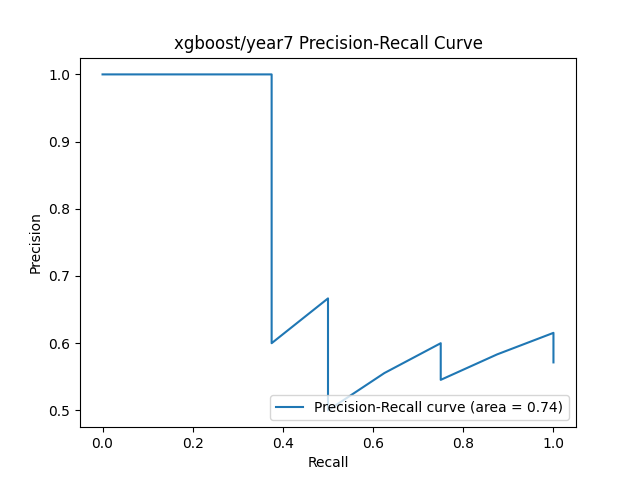 xgboost/year7 Precision-Recall Curve
1.0
0.9
0.8
0.7
0.6
0.5
Precision
Precision-Recall curve (area = 0.74)
0.0 0.2 0.4 0.6 0.8 1.0
Recall